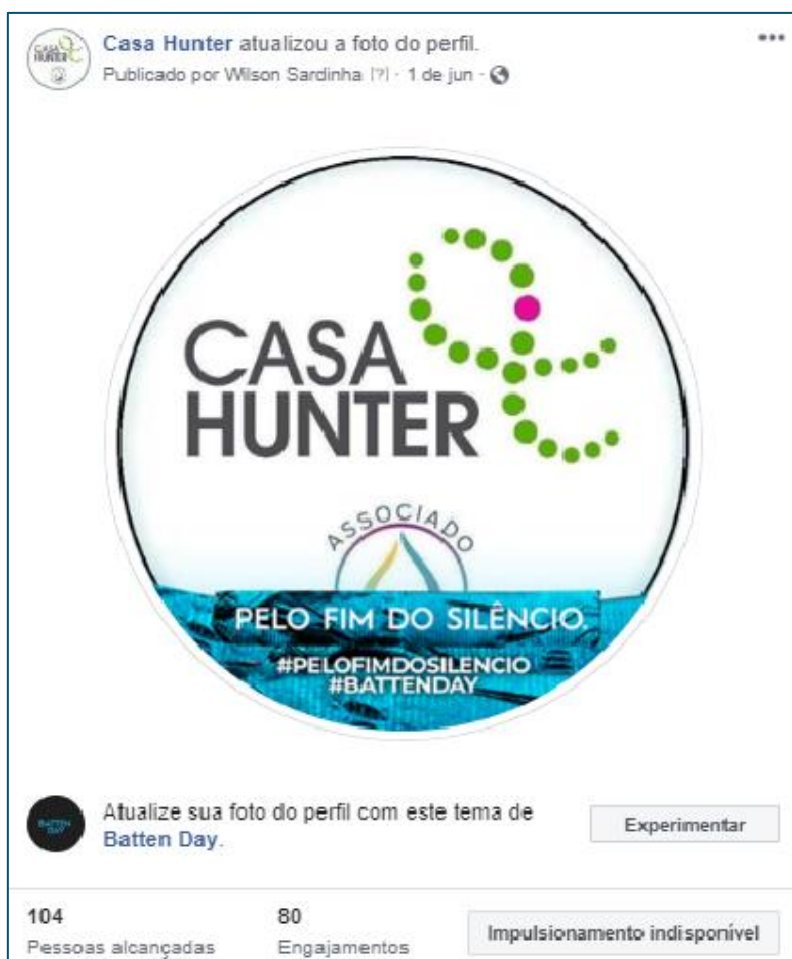 Casa Hunter atualizou a foto do perfil.
Publicado por Wilson Sardinha [?] · 1 de jun ·
CASA
HUNTER
ASSOCIADO
PELO FIM DO SILÊNCIO.
#PELOFIMDOSILENCIO
#BATTENDAY
BATTEN
DAY
Atualize sua foto do perfil com este tema de
Batten Day.
Experimentar
104
Pessoas alcançadas
80
Engajamentos
Impulsionamento indisponível